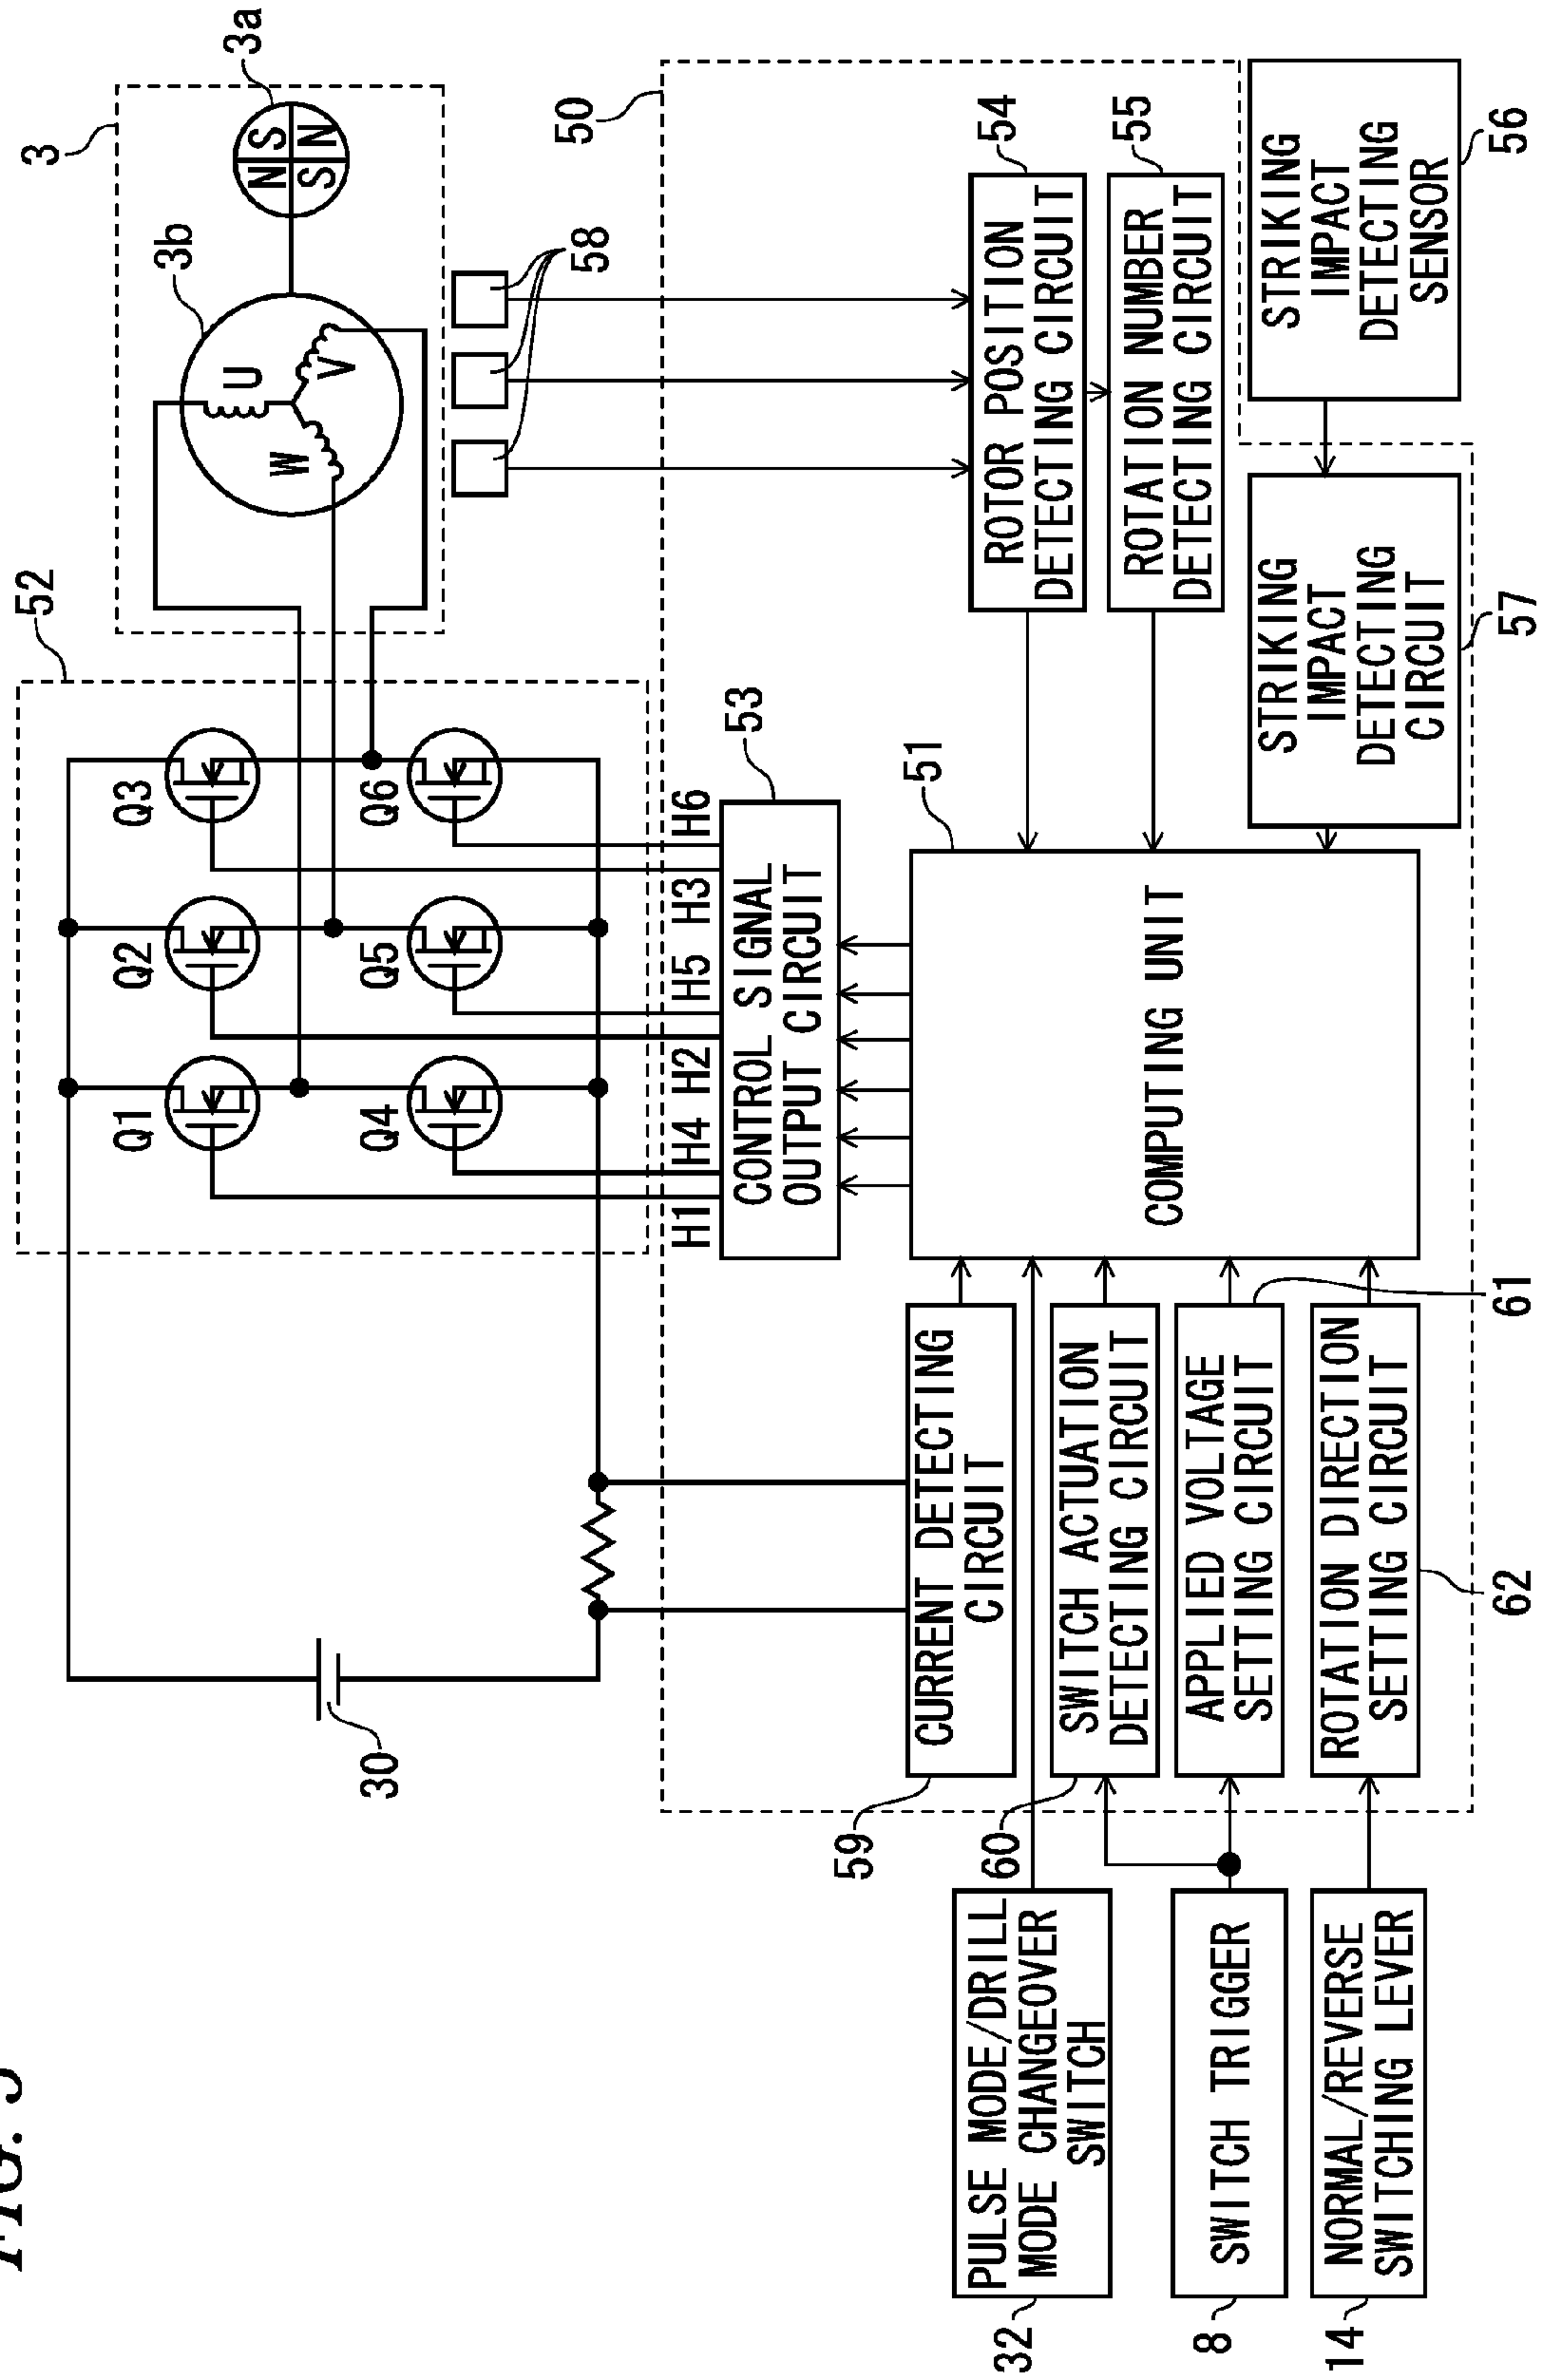 FIG. 5
3
3a
3b
N S
S N
U
V
W
58
52
Q1
Q2
Q3
Q4
Q5
Q6
30
50
H1 H4 H2 H5 H3 H6
53
CONTROL SIGNAL
OUTPUT CIRCUIT
51
COMPUTING UNIT
54
ROTOR POSITION
DETECTING CIRCUIT
55
ROTATION NUMBER
DETECTING CIRCUIT
STRIKING
IMPACT
DETECTING
SENSOR
56
STRIKING
IMPACT
DETECTING
CIRCUIT
57
59
CURRENT DETECTING
CIRCUIT
60
SWITCH ACTUATION
DETECTING CIRCUIT
APPLIED VOLTAGE
SETTING CIRCUIT
61
ROTATION DIRECTION
SETTING CIRCUIT
62
PULSE MODE/DRILL
MODE CHANGEOVER
SWITCH
32
SWITCH TRIGGER
8
NORMAL/REVERSE
SWITCHING LEVER
14